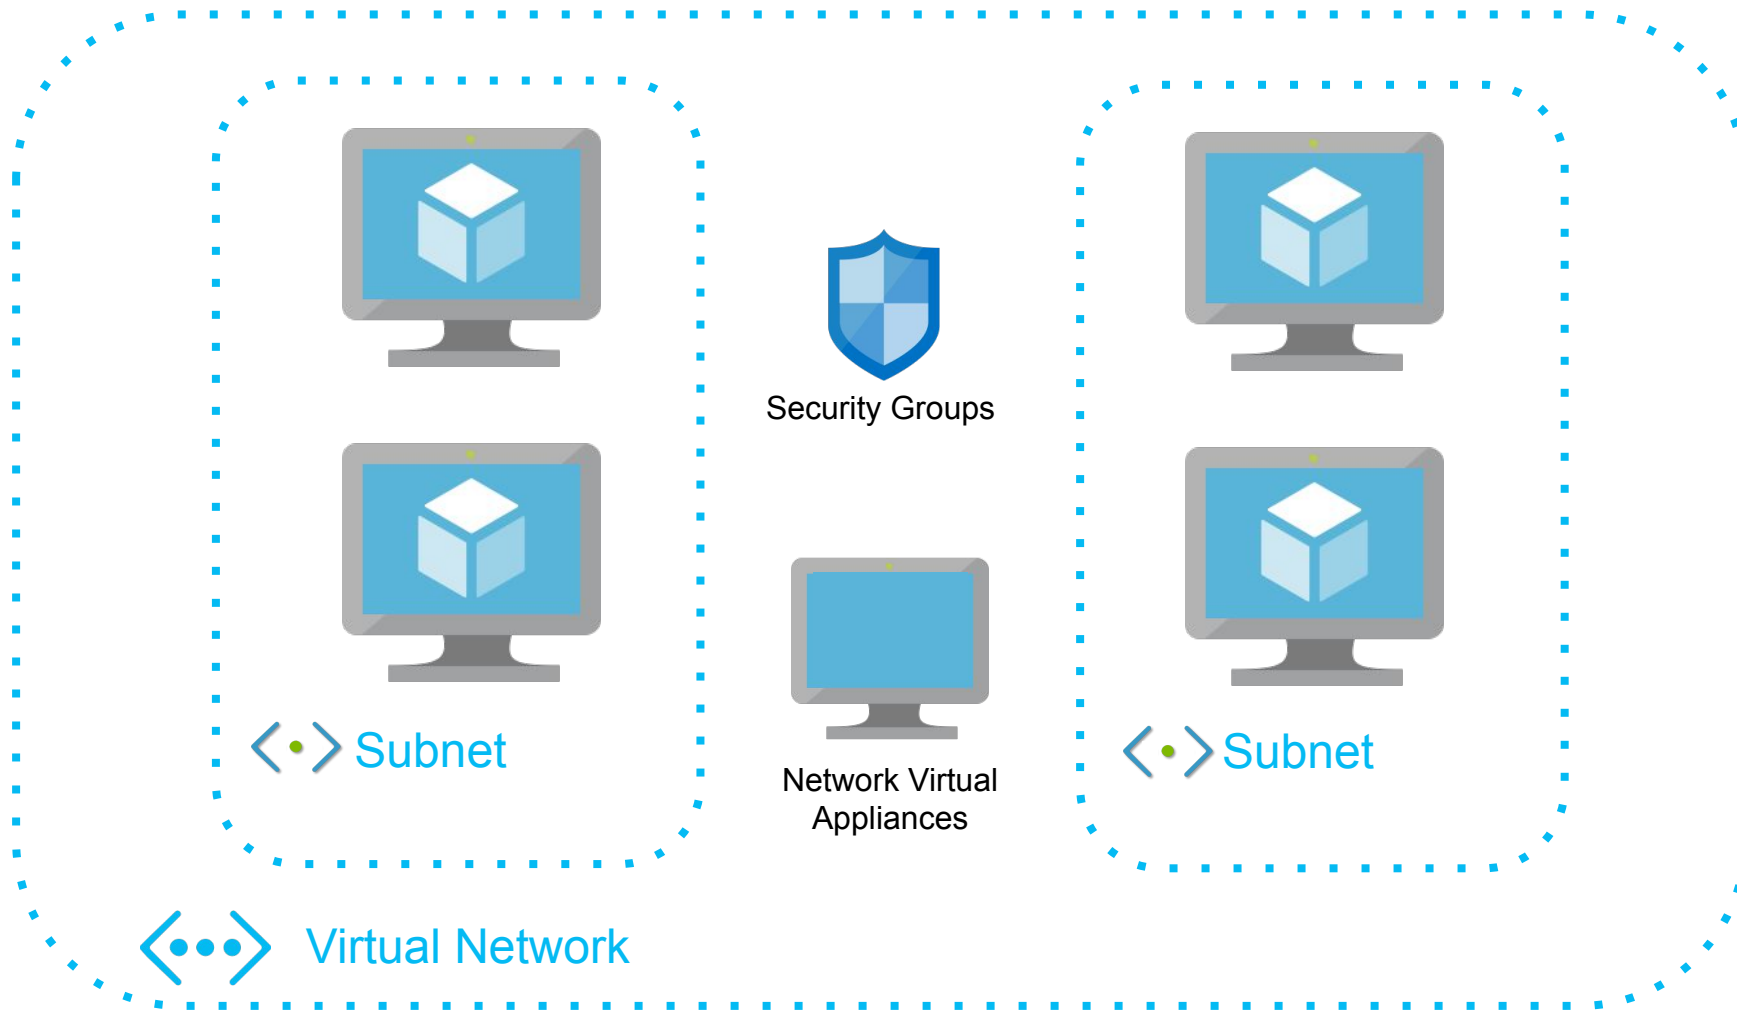 Security Groups
Subnet
Network Virtual
Appliances
Subnet
Virtual Network